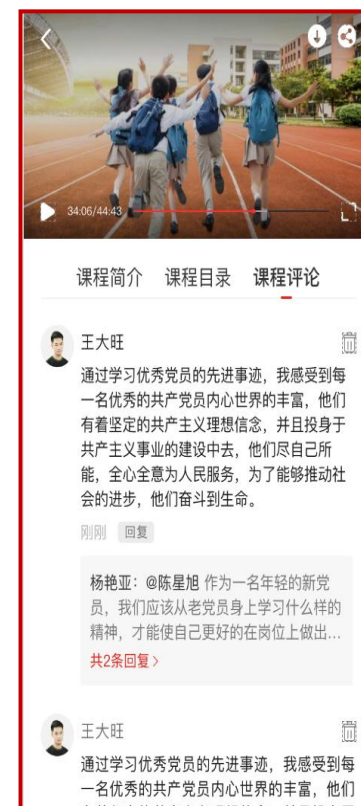 34:06/44:43
课程简介 课程目录 课程评论
王大旺
通过学习优秀党员的先进事迹，我感受到每
一名优秀的共产党员内心世界的丰富，他们
有着坚定的共产主义理想信念，并且投身于
共产主义事业的建设中去，他们尽自己所
能，全心全意为人民服务，为了能够推动社
会的进步，他们奋斗到生命。
刚刚 回复
杨艳亚：@陈星旭 作为一名年轻的新党
员，我们应该从老党员身上学习什么样的
精神，才能使自己更好的在岗位上做出...
共2条回复>
王大旺
通过学习优秀党员的先进事迹，我感受到每
一名优秀的共产党员内心世界的丰富，他们